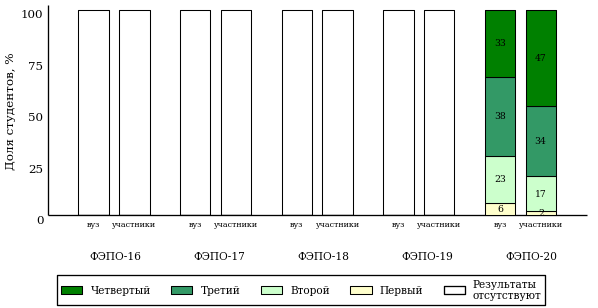 Доля студентов, %
100
75
50
25
0
33
38
23
6
47
34
17
2
вуз участники вуз участники вуз участники вуз участники вуз участники
ФЭПО-16 ФЭПО-17 ФЭПО-18 ФЭПО-19 ФЭПО-20
Четвертый Третий Второй Первый Результаты
отсутствуют